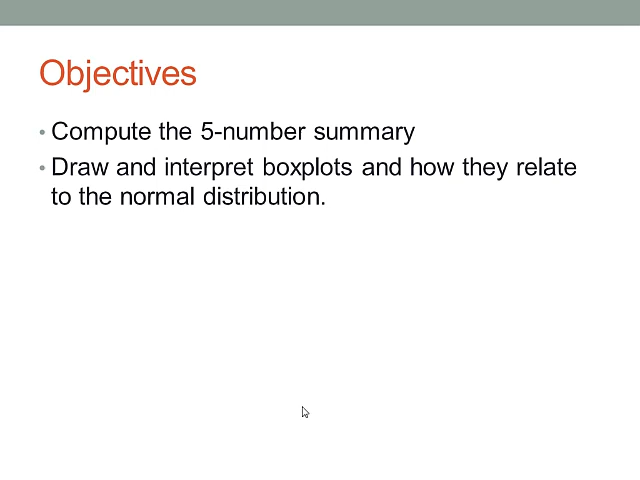 Objectives
• Compute the 5-number summary
• Draw and interpret boxplots and how they relate
to the normal distribution.